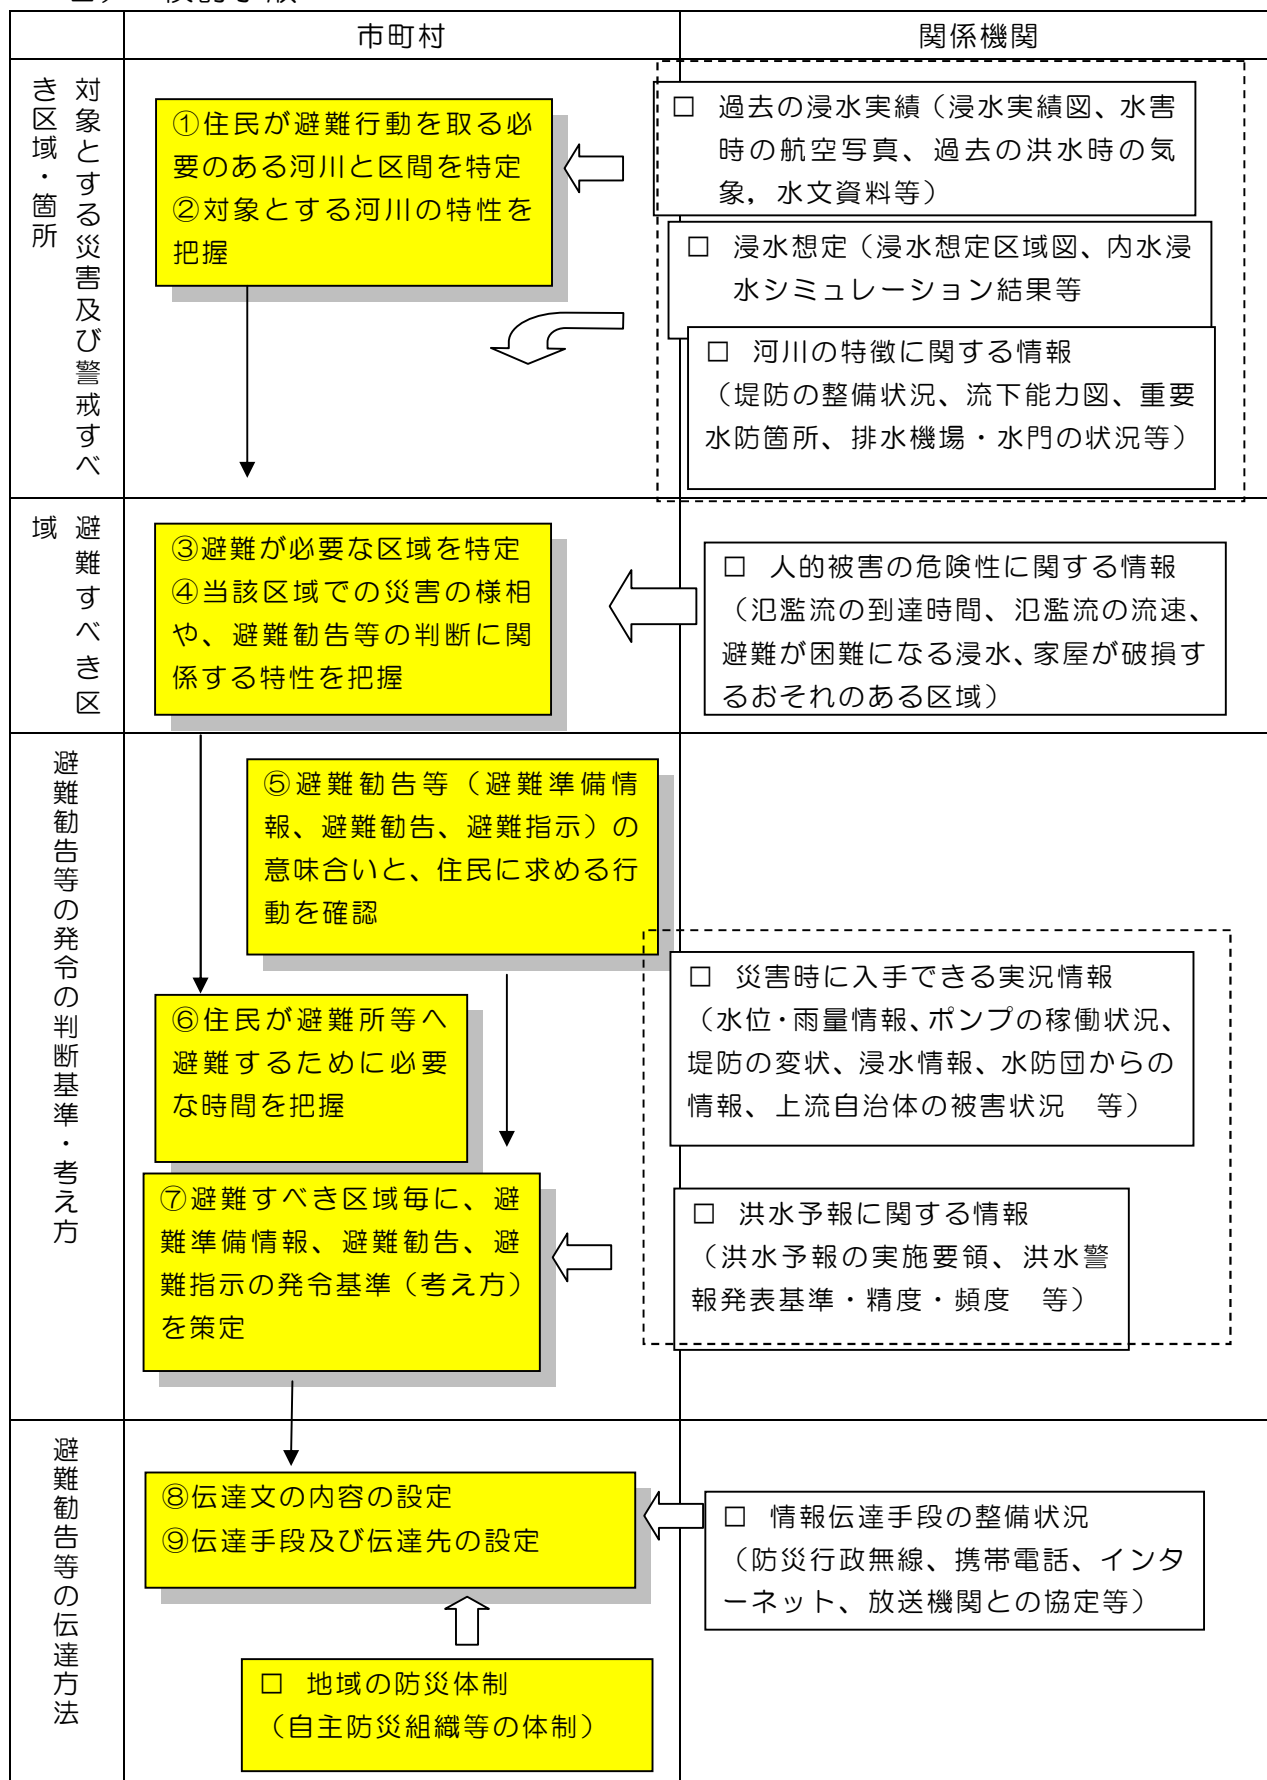 市町村
関係機関
対象とする災害及び警戒すべ
き区域・箇所
①住民が避難行動を取る必
要のある河川と区間を特定
②対象とする河川の特性を
把握
□ 過去の浸水実績（浸水実績図、水害
時の航空写真、過去の洪水時の気
象，水文資料等）
□ 浸水想定（浸水想定区域図、内水浸
水シミュレーション結果等
□ 河川の特徴に関する情報
（堤防の整備状況、流下能力図、重要
水防箇所、排水機場・水門の状況等）
避難すべき区
域
③避難が必要な区域を特定
④当該区域での災害の様相
や、避難勧告等の判断に関
係する特性を把握
□ 人的被害の危険性に関する情報
（氾濫流の到達時間、氾濫流の流速、
避難が困難になる浸水、家屋が破損す
るおそれのある区域）
避難勧告等の発令の判断基準・考え方
⑤避難勧告等（避難準備情
報、避難勧告、避難指示）の
意味合いと、住民に求める行
動を確認
⑥住民が避難所等へ
避難するために必要
な時間を把握
□ 災害時に入手できる実況情報
（水位・雨量情報、ポンプの稼働状況、
堤防の変状、浸水情報、水防団からの
情報、上流自治体の被害状況　等）
⑦避難すべき区域毎に、避
難準備情報、避難勧告、避
難指示の発令基準（考え方）
を策定
□ 洪水予報に関する情報
（洪水予報の実施要領、洪水警
報発表基準・精度・頻度　等）
避難勧告等の伝達方法
⑧伝達文の内容の設定
⑨伝達手段及び伝達先の設定
□ 情報伝達手段の整備状況
（防災行政無線、携帯電話、インタ
ーネット、放送機関との協定等）
□ 地域の防災体制
（自主防災組織等の体制）